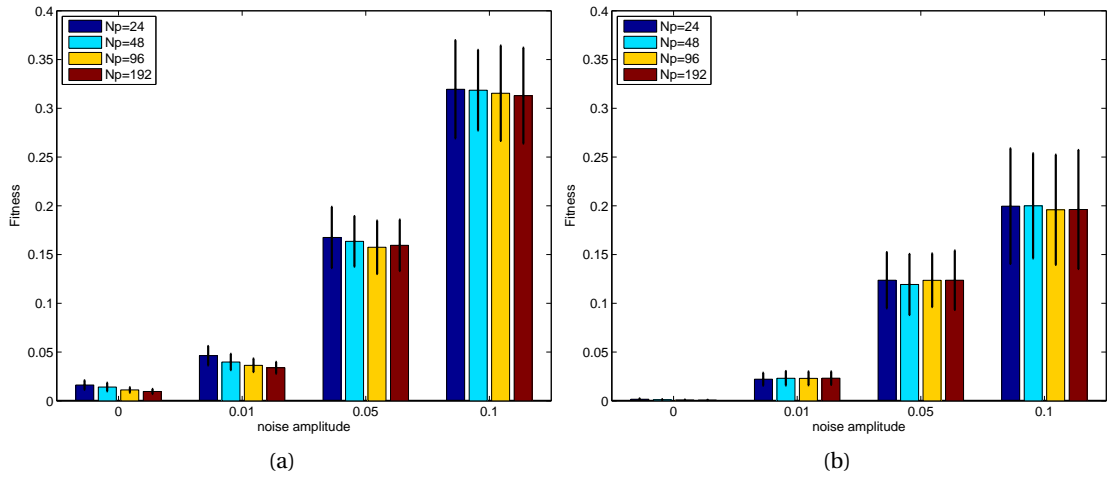 0.4
0.35
0.3
0.25
0.2
0.15
0.1
0.05
0
Fitness
Np=24
Np=48
Np=96
Np=192
0 0.01 0.05 0.1
noise amplitude
(a)
0.4
0.35
0.3
0.25
0.2
0.15
0.1
0.05
0
Fitness
Np=24
Np=48
Np=96
Np=192
0 0.01 0.05 0.1
noise amplitude
(b)